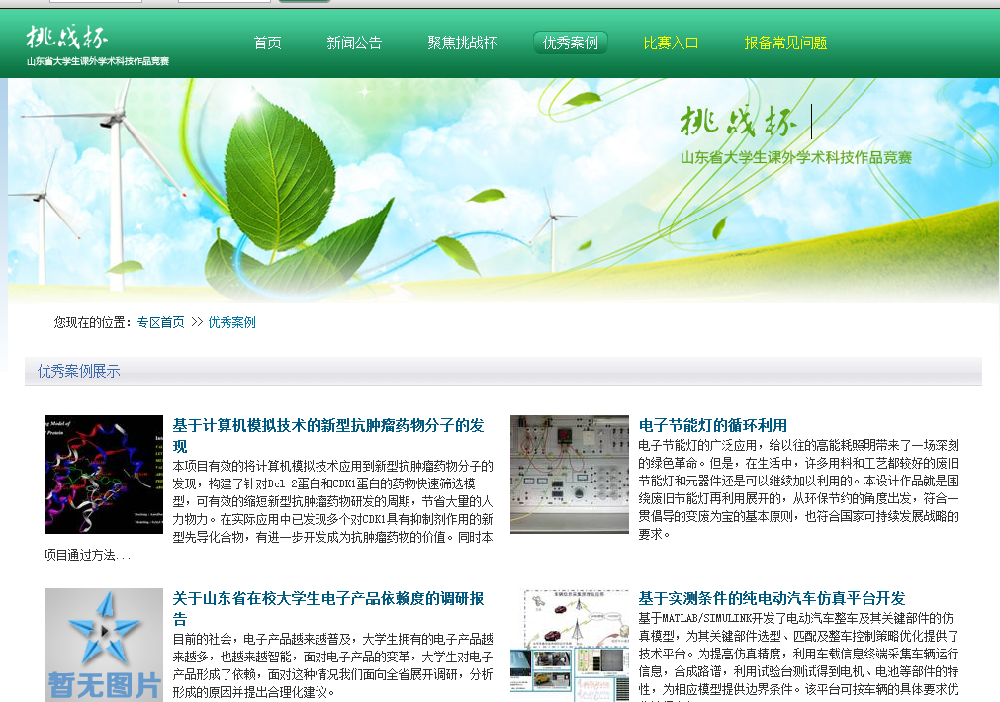 挑战杯
山东省大学生课外学术科技作品竞赛
首页 新闻公告 聚焦挑战杯 优秀案例 比赛入口 报备常见问题
挑战杯
山东省大学生课外学术科技作品竞赛
您现在的位置：专区首页 >> 优秀案例
优秀案例展示
基于计算机模拟技术的新型抗肿瘤药物分子的发
现
本项目有效的将计算机模拟技术应用到新型抗肿瘤药物分子的
发现，构建了针对Bcl-2蛋白和CDK1蛋白的药物快速筛选模
型，可有效的缩短新型抗肿瘤药物研发的周期，节省大量的人
力物力。在实际应用中已发现多个对CDK1具有抑制剂作用的新
型先导化合物，有进一步开发成为抗肿瘤药物的价值。同时本
项目通过方法...
电子节能灯的循环利用
电子节能灯的广泛应用，给以往的高能耗照明带来了一场深刻
的绿色革命。但是，在生活中，许多用料和工艺都较好的废旧
节能灯和元器件还是可以继续加以利用的。本设计作品就是围
绕废旧节能灯再利用展开的，从环保节约的角度出发，符合一
贯倡导的变废为宝的基本原则，也符合国家可持续发展战略的
要求。
暂无图片
关于山东省在校大学生电子产品依赖度的调研报
告
目前的社会，电子产品越来越普及，大学生拥有的电子产品越
来越多，也越来越智能，面对电子产品的变革，大学生对电子
产品形成了依赖，面对这种情况我们面向全省展开调研，分析
形成的原因并提出合理化建议。
基于实测条件的纯电动汽车仿真平台开发
基于MATLAB/SIMULINK开发了电动汽车整车及其关键部件的仿
真模型，为其关键部件选型、匹配及整车控制策略优化提供了
技术平台。为提高仿真精度，利用车载信息终端采集车辆运行
信息，合成路谱，利用试验台测试得到电机、电池等部件的特
性，为相应模型提供边界条件。该平台可按车辆的具体要求优